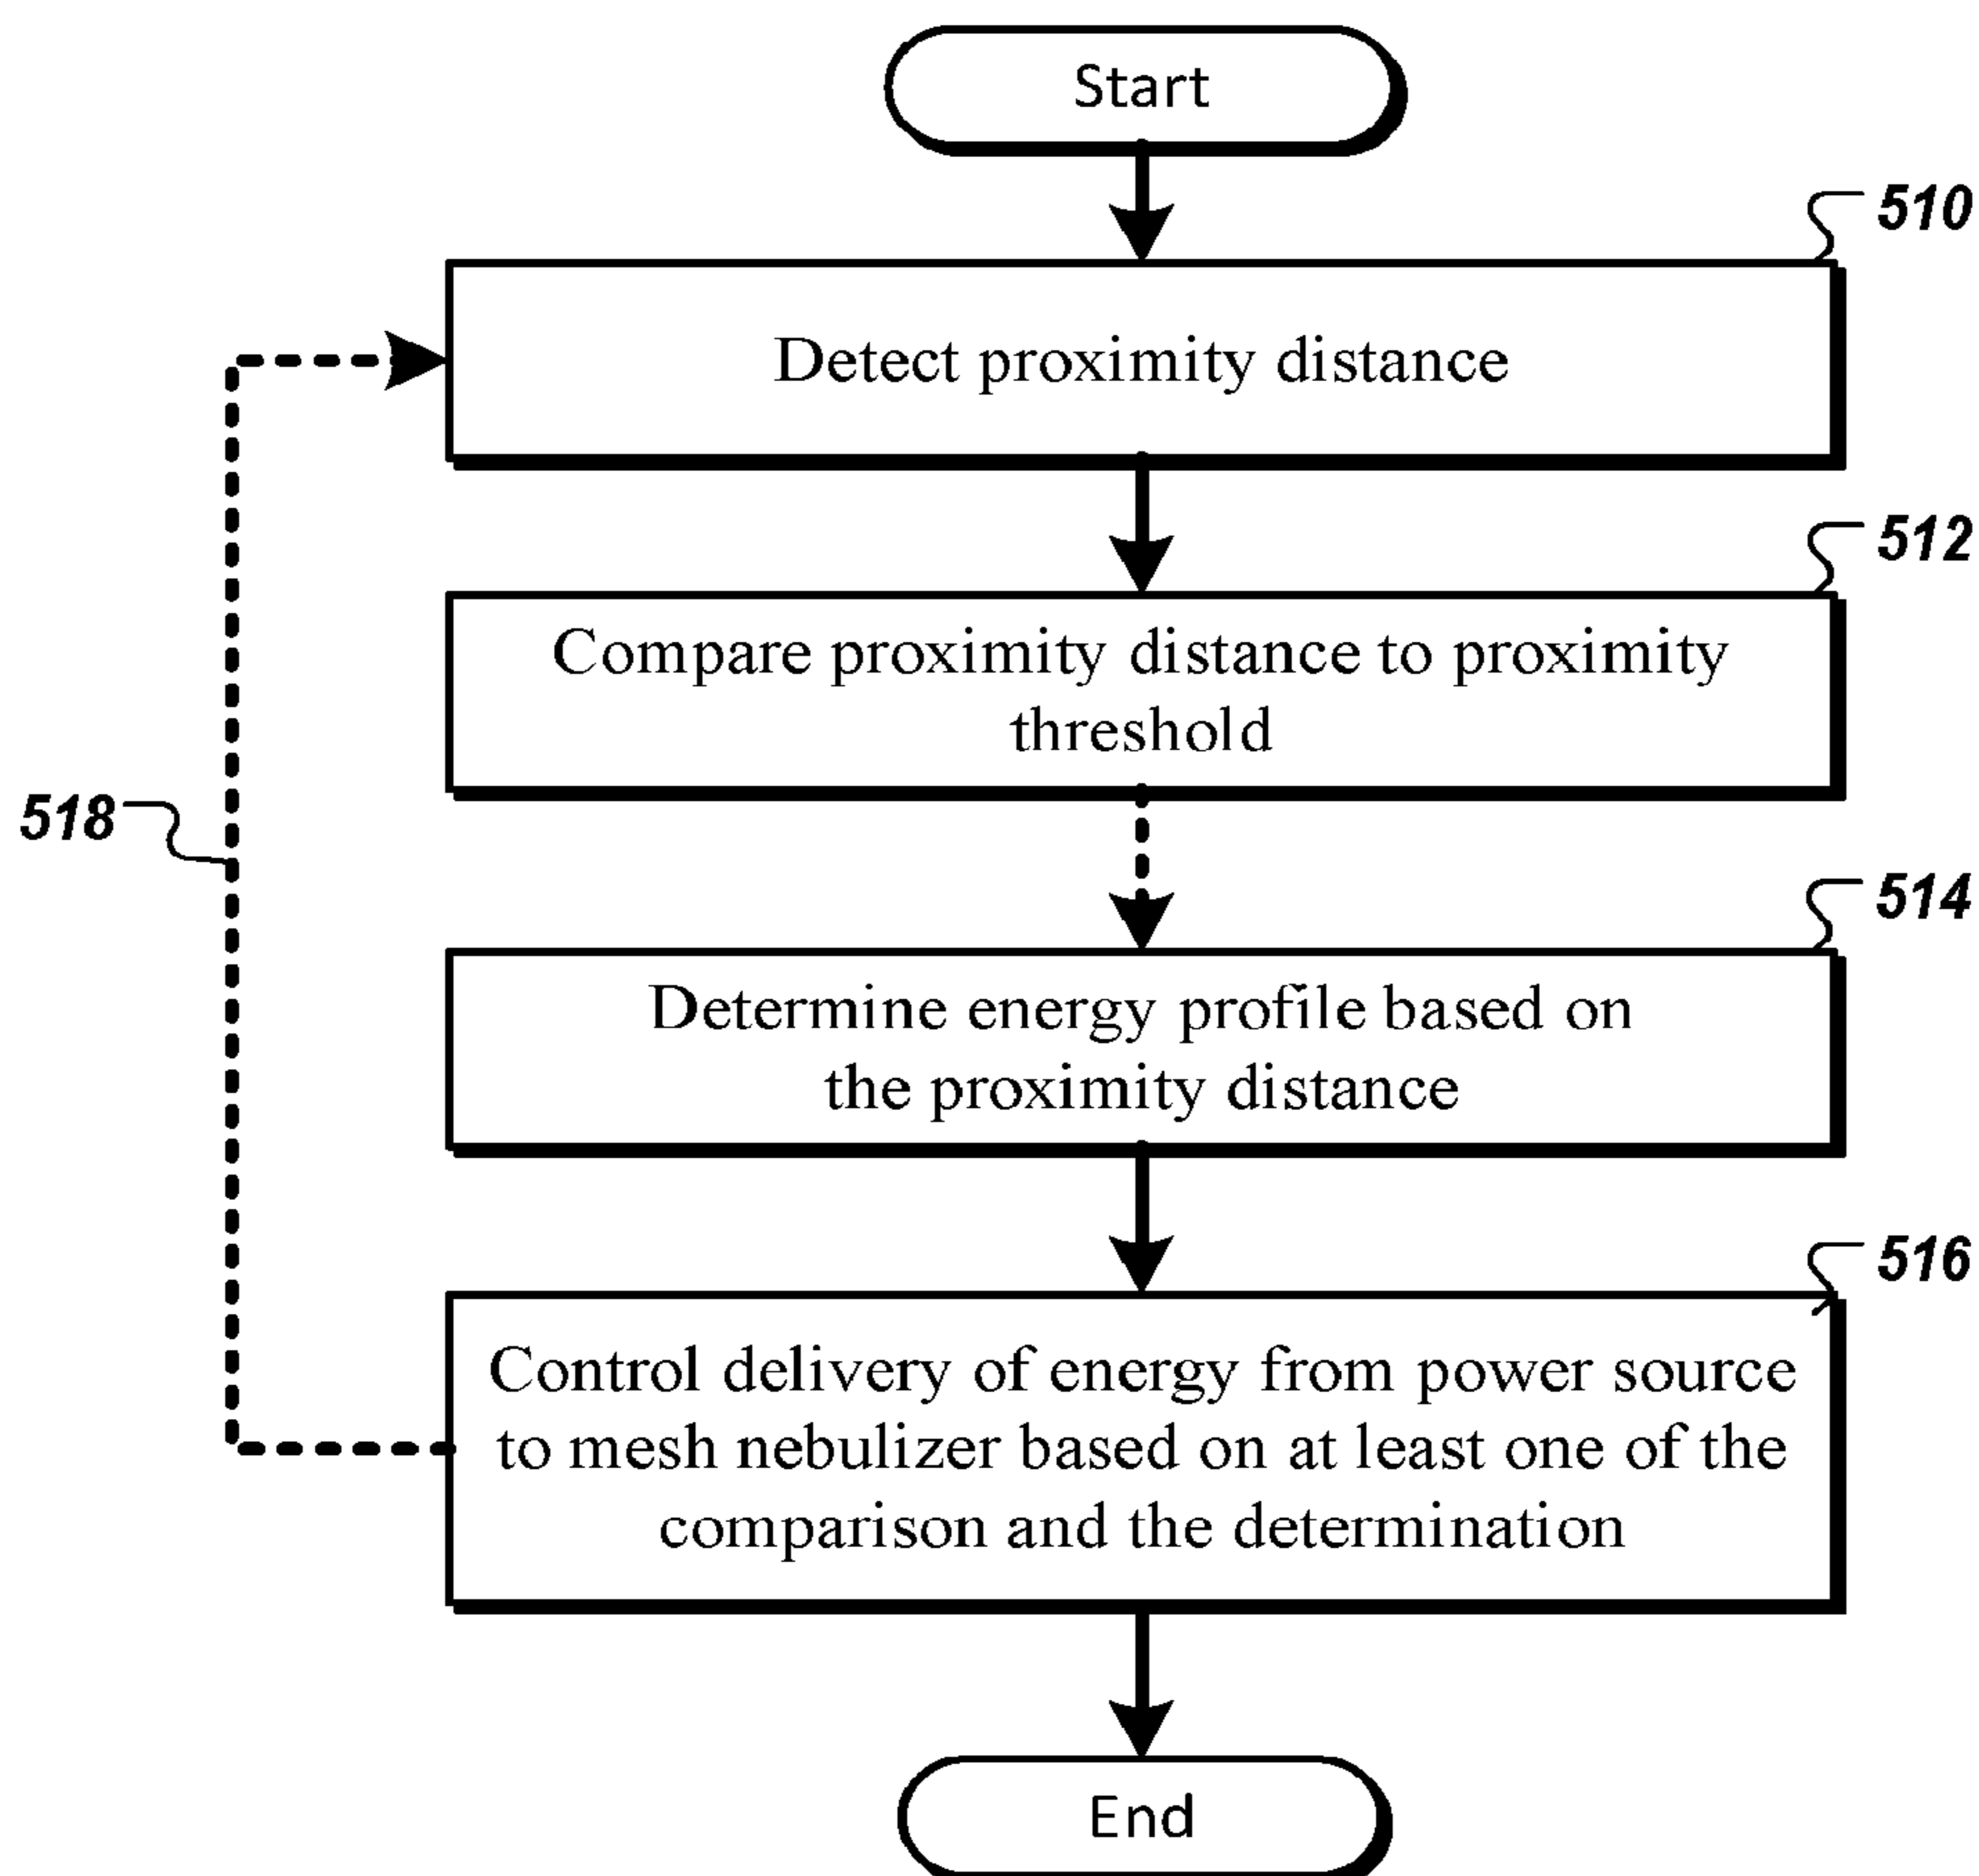 Start
510
Detect proximity distance
512
Compare proximity distance to proximity
threshold
518
514
Determine energy profile based on
the proximity distance
516
Control delivery of energy from power source
to mesh nebulizer based on at least one of the
comparison and the determination
End